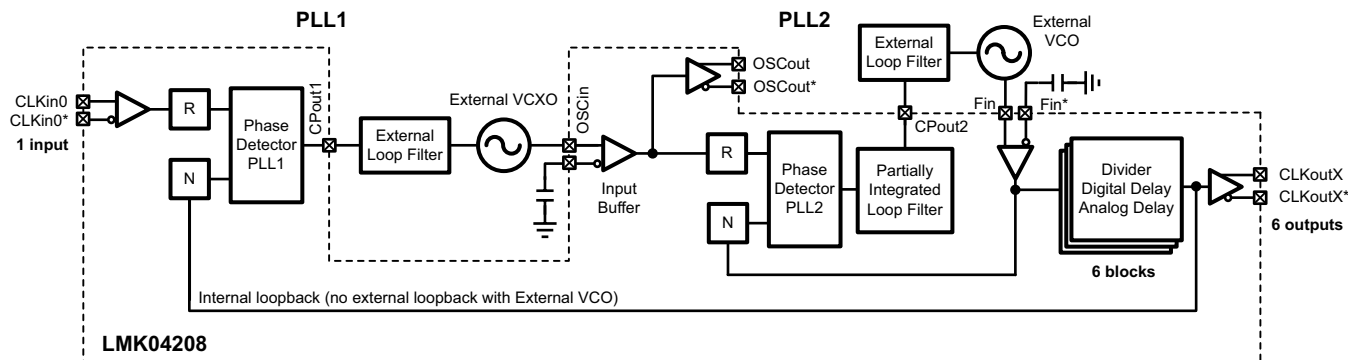 PLL1
PLL2
External
VCO
External
Loop Filter
OSCout
OSCout*
CLKin0
CLKin0*
1 input
R
N
Phase
Detector
PLL1
CPout1
External VCXO
External
Loop Filter
OSCin
Input
Buffer
R
N
Phase
Detector
PLL2
CPout2
Partially
Integrated
Loop Filter
Fin
Fin*
Divider
Digital Delay
Analog Delay
6 blocks
CLKoutX
CLKoutX*
6 outputs
Internal loopback (no external loopback with External VCO)
LMK04208